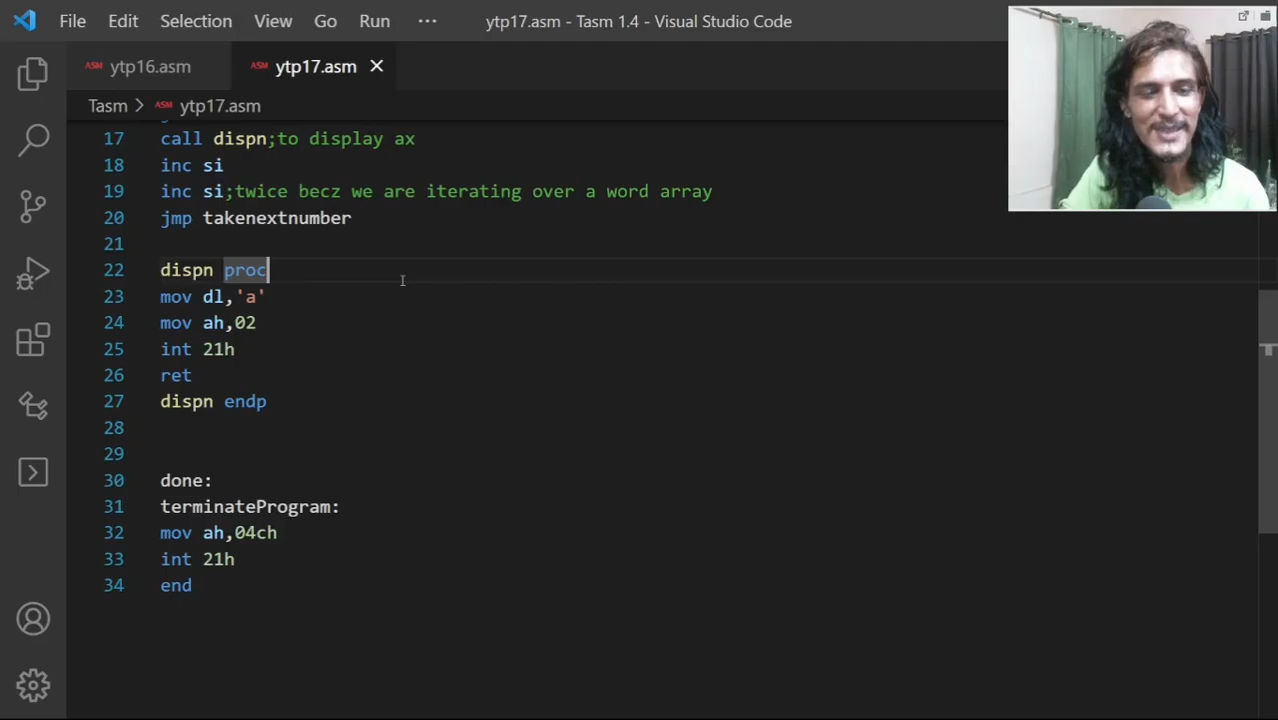 File Edit Selection View Go Run ··· ytp17.asm - Tasm 1.4 - Visual Studio Code
ASM ytp16.asm ASM ytp17.asm
Tasm > ASM ytp17.asm
17 call dispn;to display ax
18 inc si
19 inc si;twice becz we are iterating over a word array
20 jmp takenextnumber
21
22 dispn proc
23 mov dl,'a'
24 mov ah,02
25 int 21h
26 ret
27 dispn endp
28
29
30 done:
31 terminateProgram:
32 mov ah,04ch
33 int 21h
34 end